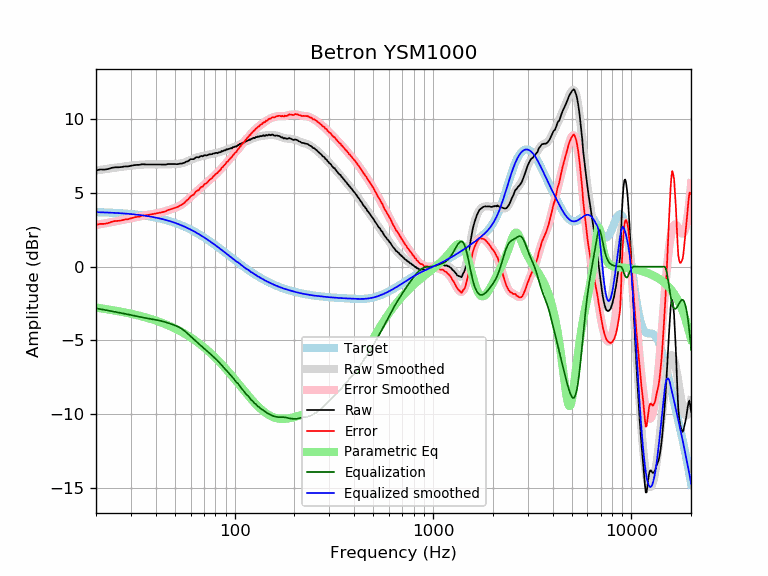 Betron YSM1000
Amplitude (dBr)
10
5
0
−5
−10
−15
Target
Raw Smoothed
Error Smoothed
Raw
Error
Parametric Eq
Equalization
Equalized smoothed
100
1000
10000
Frequency (Hz)